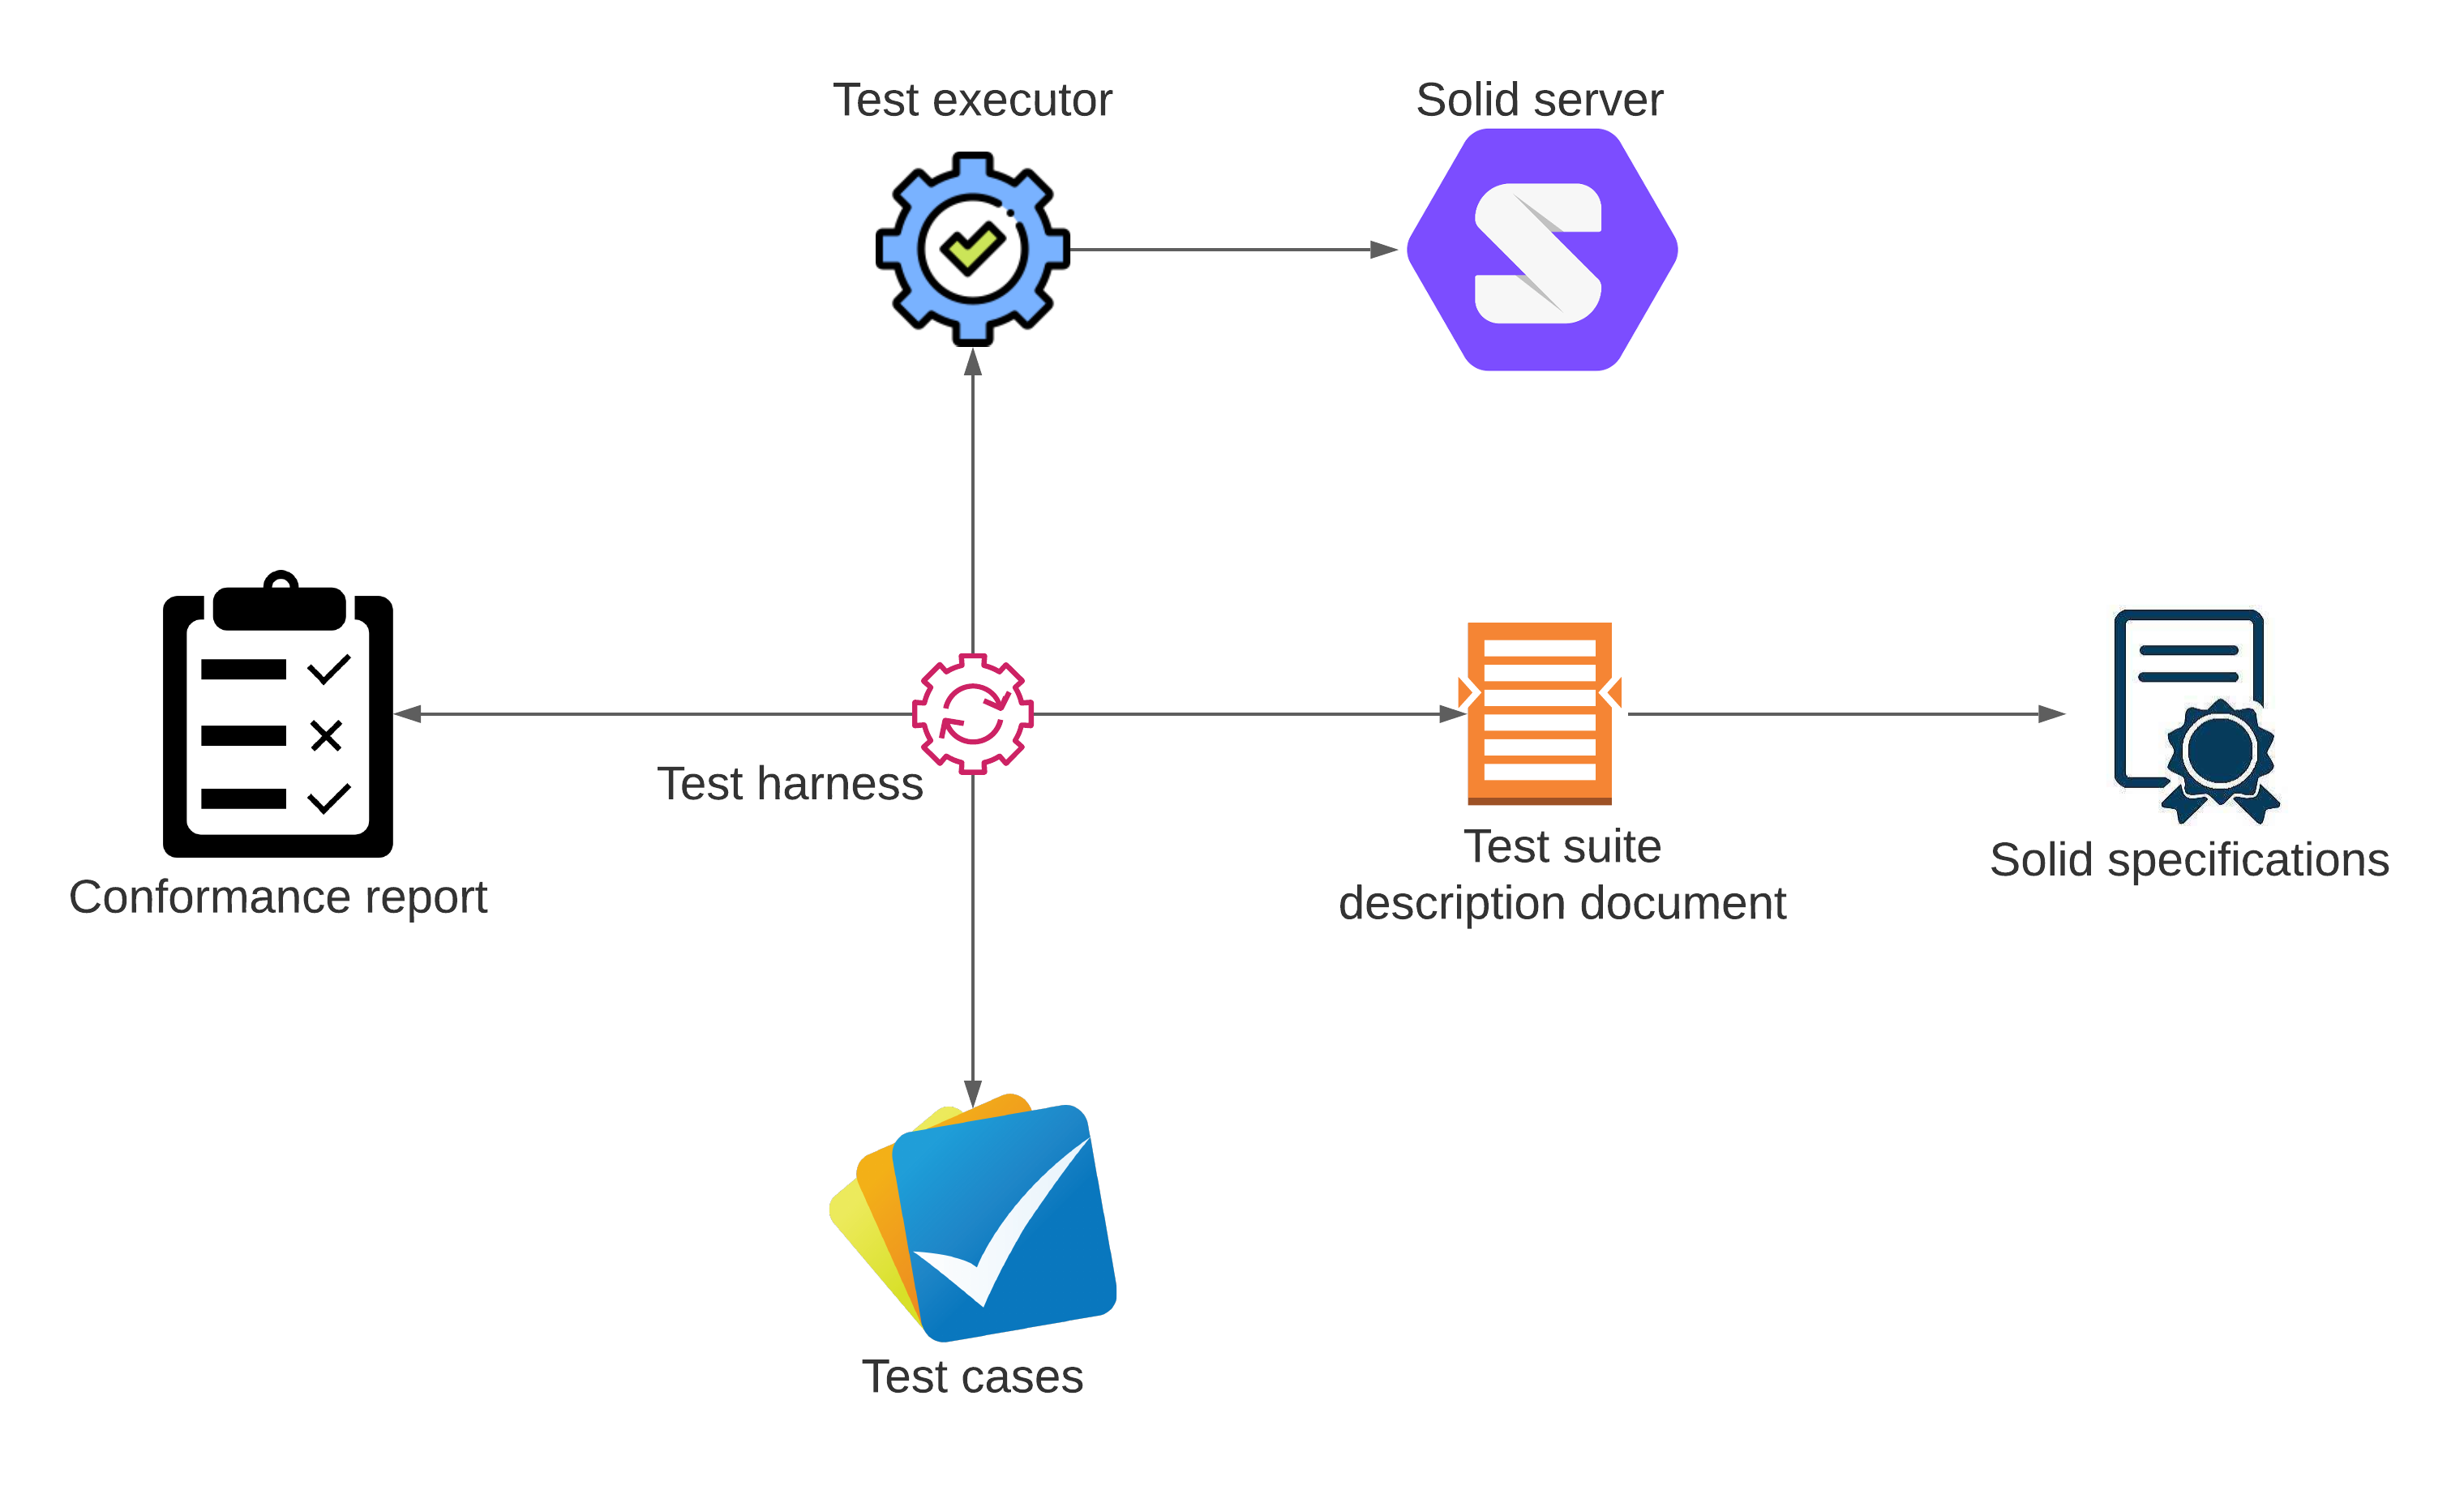 Test executor
Solid server
Test harness
Conformance report
Test suite
description document
Solid specifications
Test cases